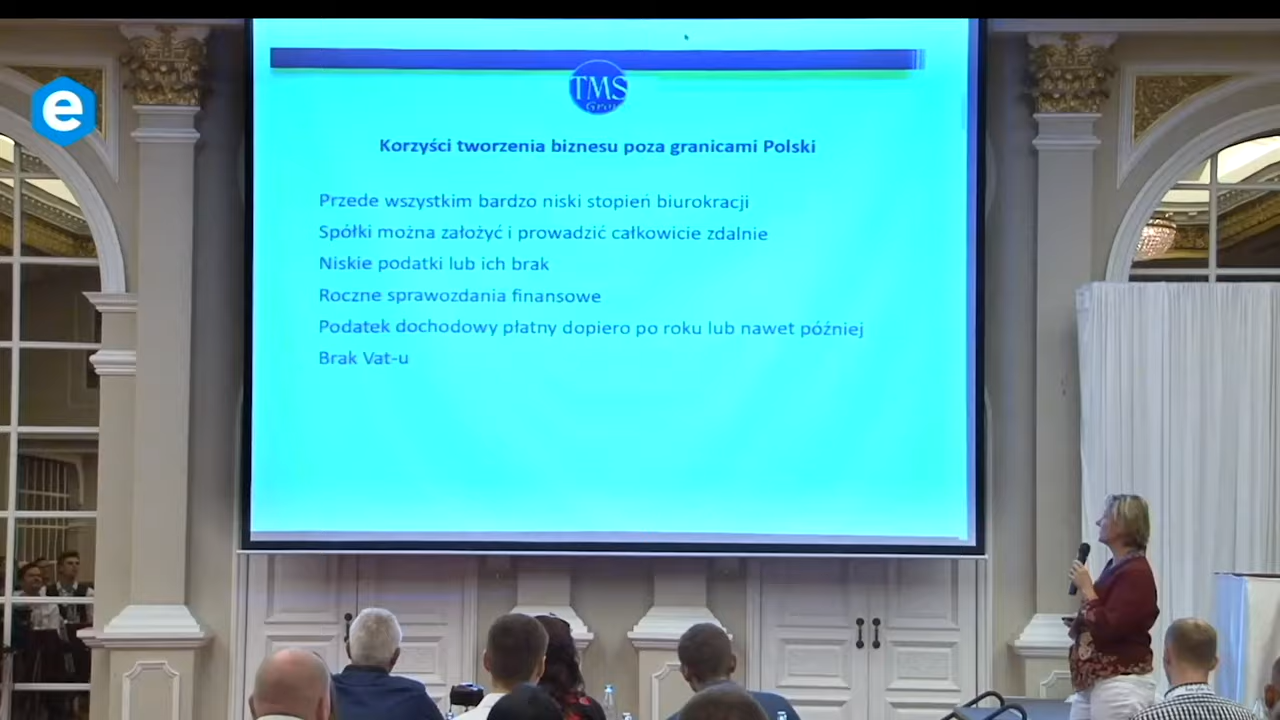 e
TMS
Group
Korzyści tworzenia biznesu poza granicami Polski
Przede wszystkim bardzo niski stopień biurokracji
Spółki można założyć i prowadzić całkowicie zdalnie
Niskie podatki lub ich brak
Roczne sprawozdania finansowe
Podatek dochodowy płatny dopiero po roku lub nawet później
Brak Vat-u